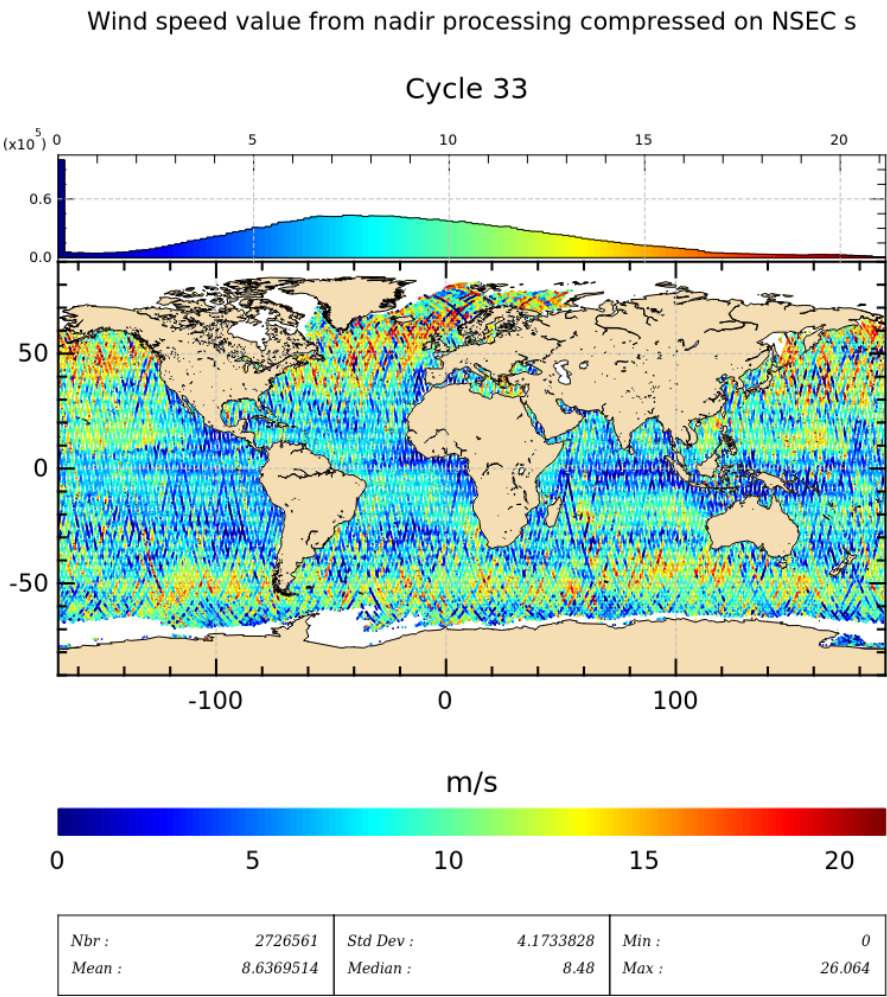 Wind speed value from nadir processing compressed on NSEC s
Cycle 33
(x10^5) 0 5 10 15 20
0.6
0.0
50
0
-50
-100 0 100
m/s
0 5 10 15 20
Nbr : 2726561 Std Dev : 4.1733828 Min : 0
Mean : 8.6369514 Median : 8.48 Max : 26.064